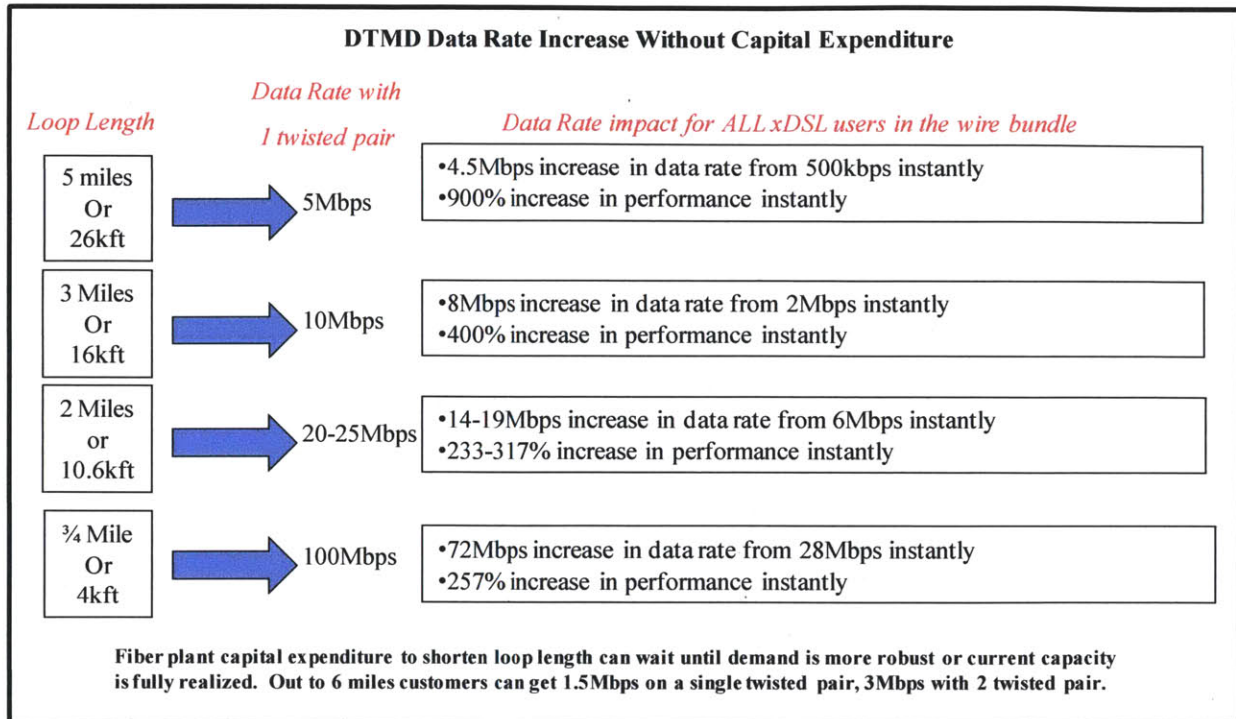 DTMD Data Rate Increase Without Capital Expenditure
Loop Length
Data Rate with
1 twisted pair
Data Rate impact for ALL xDSL users in the wire bundle
5 miles
Or
26kft
5Mbps
•4.5Mbps increase in data rate from 500kbps instantly
•900% increase in performance instantly
3 Miles
Or
16kft
10Mbps
•8Mbps increase in data rate from 2Mbps instantly
•400% increase in performance instantly
2 Miles
or
10.6kft
20-25Mbps
•14-19Mbps increase in data rate from 6Mbps instantly
•233-317% increase in performance instantly
¾ Mile
Or
4kft
100Mbps
•72Mbps increase in data rate from 28Mbps instantly
•257% increase in performance instantly
Fiber plant capital expenditure to shorten loop length can wait until demand is more robust or current capacity
is fully realized. Out to 6 miles customers can get 1.5Mbps on a single twisted pair, 3Mbps with 2 twisted pair.